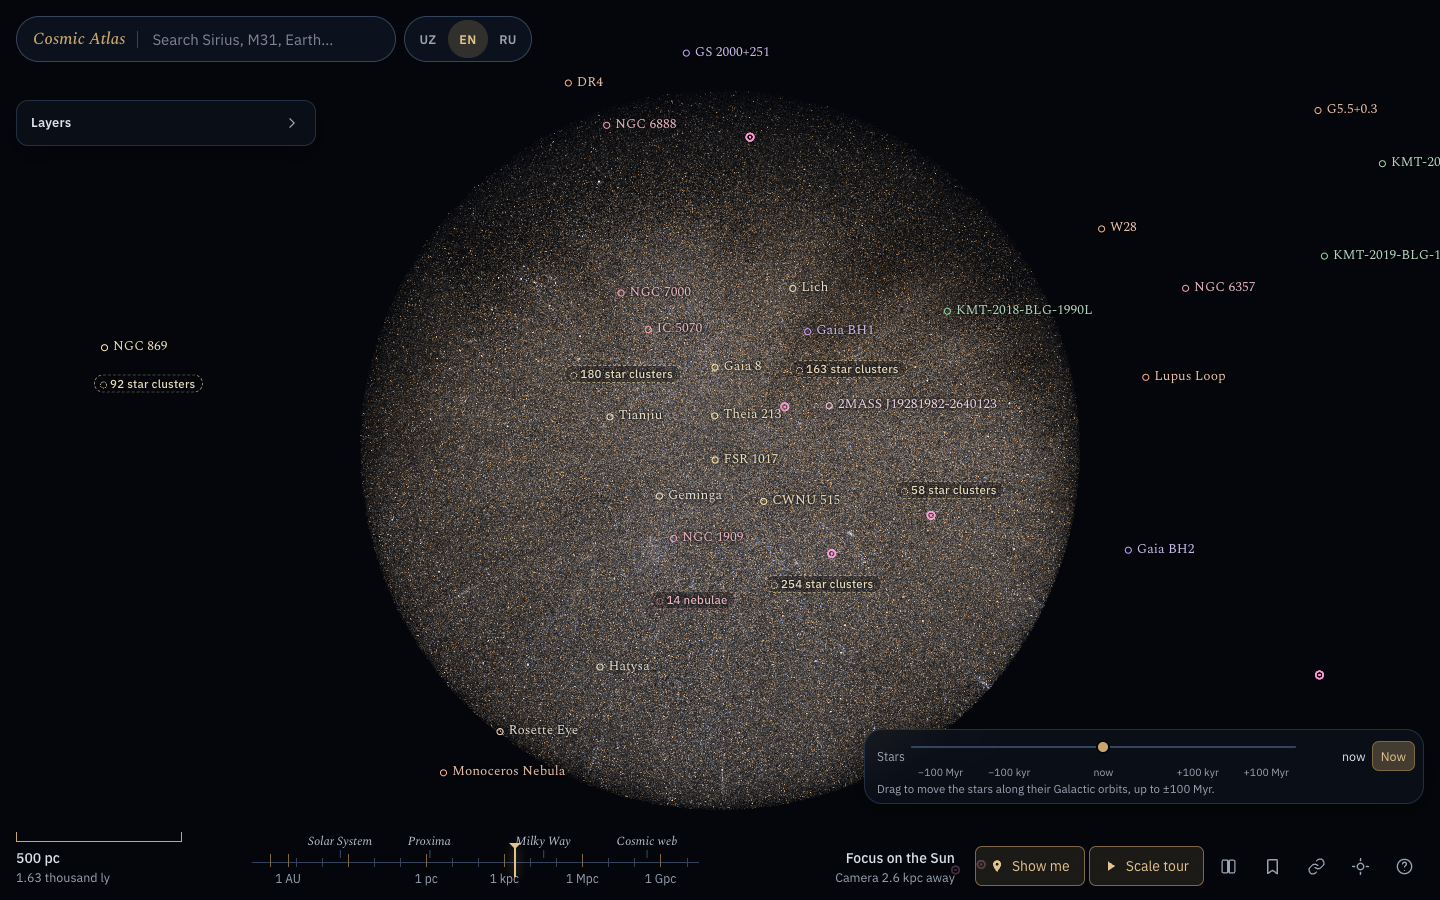 Cosmic Atlas
Search Sirius, M31, Earth...
UZ EN RU
GS 2000+251
DR4
G5.5+0.3
Layers
NGC 6888
KMT-20
W28
KMT-2019-BLG-1
NGC 7000
Lich
NGC 6357
KMT-2018-BLG-1990L
IC 5070
Gaia BH1
NGC 869
92 star clusters
180 star clusters
Gaia 8
163 star clusters
Lupus Loop
2MASS J19281982-2640123
Tianjiu
Theia 213
FSR 1017
Geminga
CWNU 515
58 star clusters
NGC 1909
Gaia BH2
254 star clusters
14 nebulae
Hatysa
Rosette Eye
Monoceros Nebula
Stars
now
Now
−100 Myr −100 kyr now +100 kyr +100 Myr
Drag to move the stars along their Galactic orbits, up to ±100 Myr.
500 pc
1.63 thousand ly
Solar System Proxima Milky Way Cosmic web
1 AU 1 pc 1 kpc 1 Mpc 1 Gpc
Focus on the Sun
Camera 2.6 kpc away
Show me
Scale tour